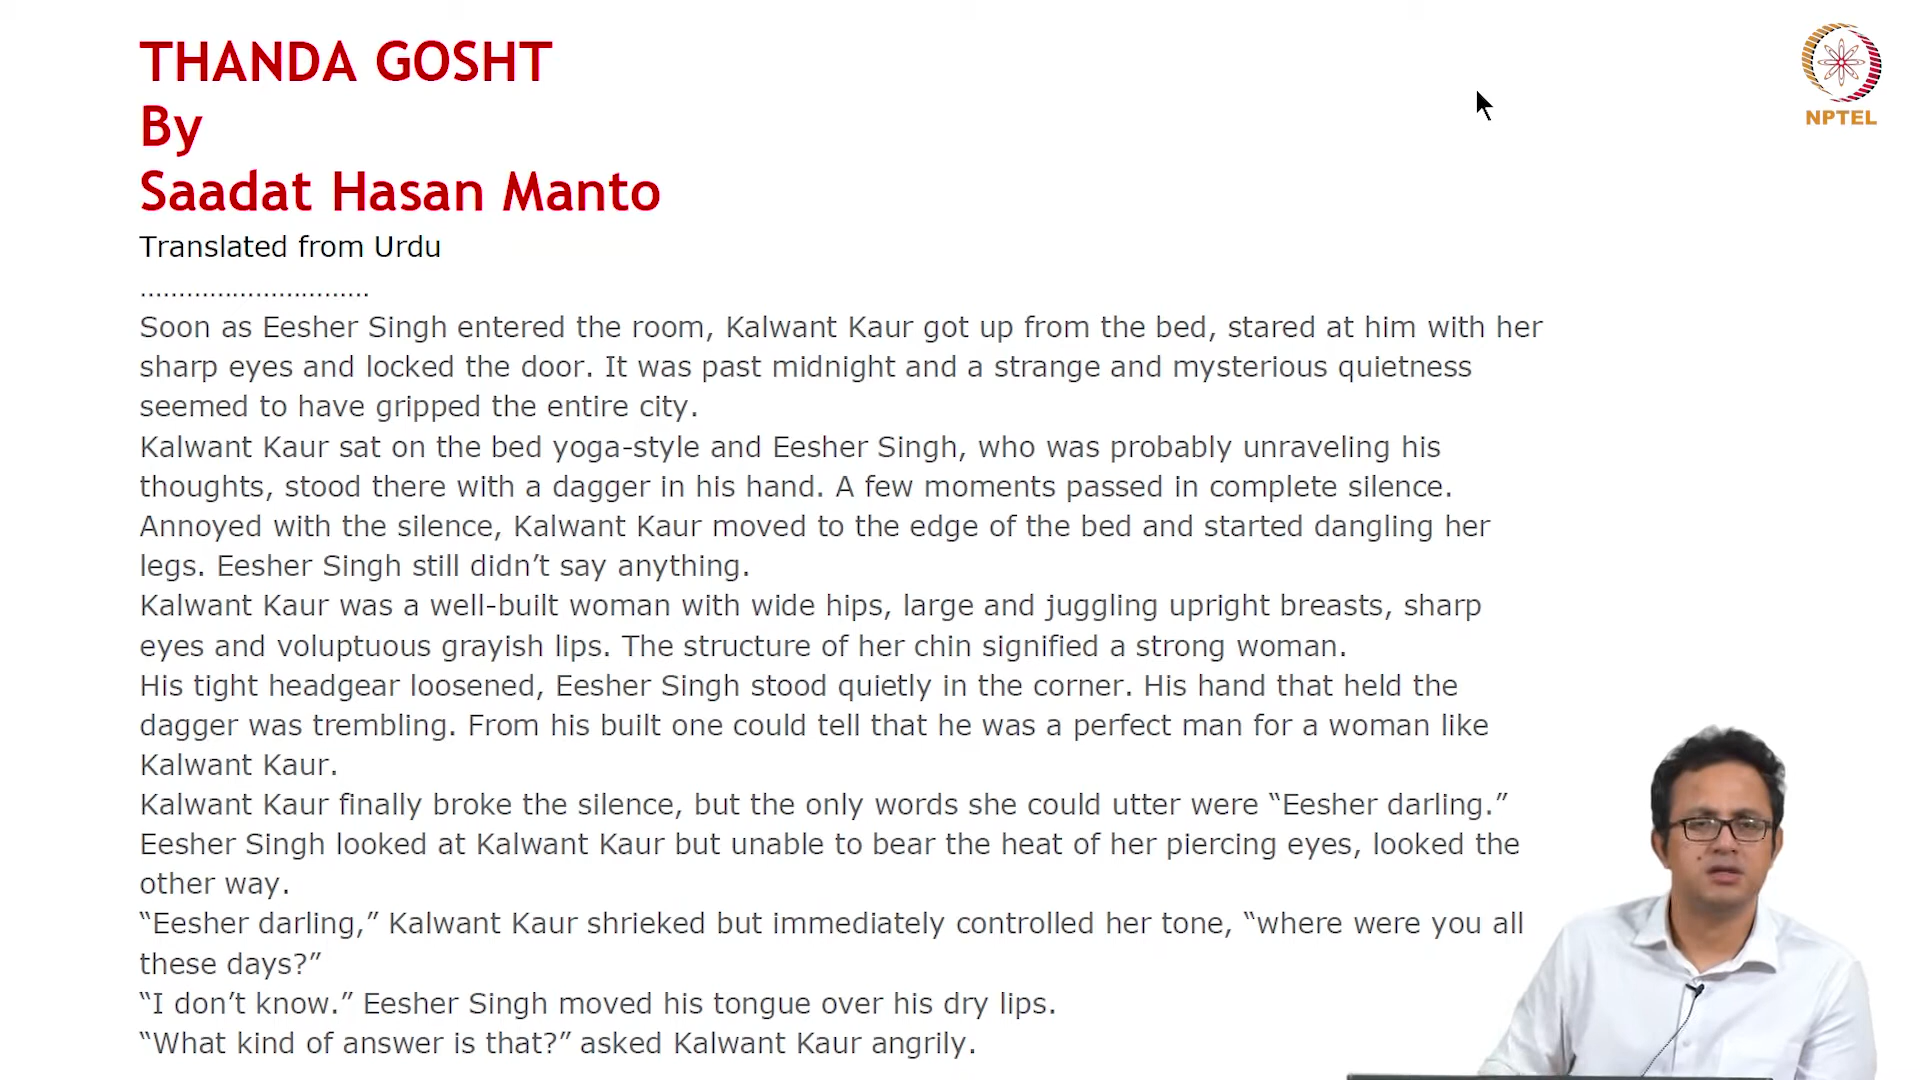 THANDA GOSHT
By
Saadat Hasan Manto
Translated from Urdu
..............................
Soon as Eesher Singh entered the room, Kalwant Kaur got up from the bed, stared at him with her
sharp eyes and locked the door. It was past midnight and a strange and mysterious quietness
seemed to have gripped the entire city.
Kalwant Kaur sat on the bed yoga-style and Eesher Singh, who was probably unraveling his
thoughts, stood there with a dagger in his hand. A few moments passed in complete silence.
Annoyed with the silence, Kalwant Kaur moved to the edge of the bed and started dangling her
legs. Eesher Singh still didn’t say anything.
Kalwant Kaur was a well-built woman with wide hips, large and juggling upright breasts, sharp
eyes and voluptuous grayish lips. The structure of her chin signified a strong woman.
His tight headgear loosened, Eesher Singh stood quietly in the corner. His hand that held the
dagger was trembling. From his built one could tell that he was a perfect man for a woman like
Kalwant Kaur.
Kalwant Kaur finally broke the silence, but the only words she could utter were “Eesher darling.”
Eesher Singh looked at Kalwant Kaur but unable to bear the heat of her piercing eyes, looked the
other way.
“Eesher darling,” Kalwant Kaur shrieked but immediately controlled her tone, “where were you all
these days?”
“I don’t know.” Eesher Singh moved his tongue over his dry lips.
“What kind of answer is that?” asked Kalwant Kaur angrily.
NPTEL